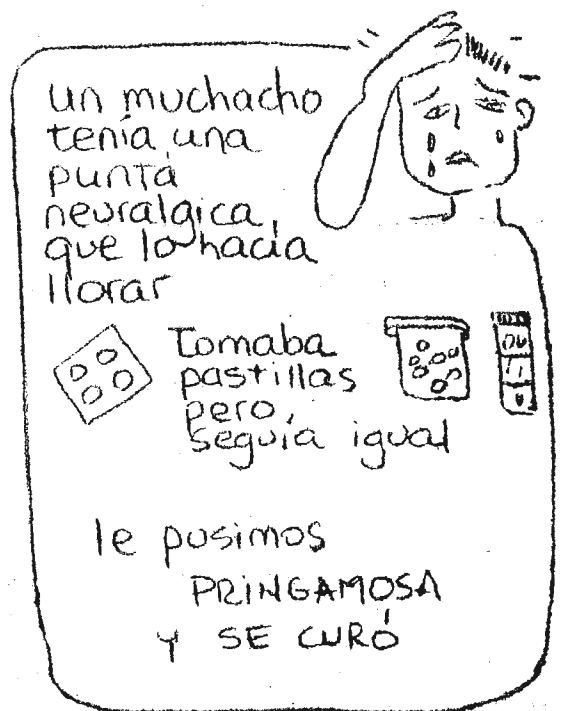 un muchacho
tenía una
punta
neuralgica
que lo hacía
llorar
Tomaba
pastillas
pero,
seguía igual
le pusimos
PRINGAMOSA
Y SE CURÓ